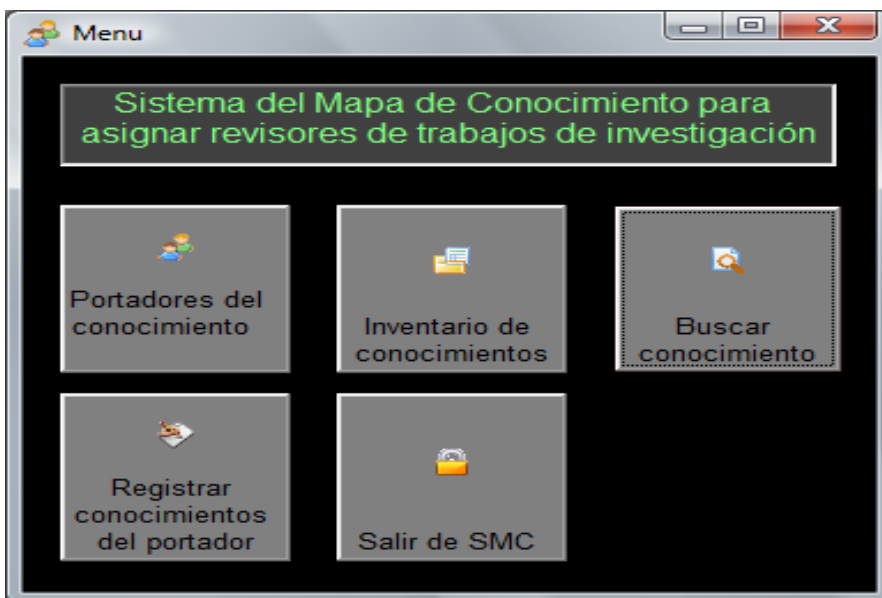 Menu
Sistema del Mapa de Conocimiento para
asignar revisores de trabajos de investigación
Portadores del
conocimiento
Inventario de
conocimientos
Buscar
conocimiento
Registrar
conocimientos
del portador
Salir de SMC